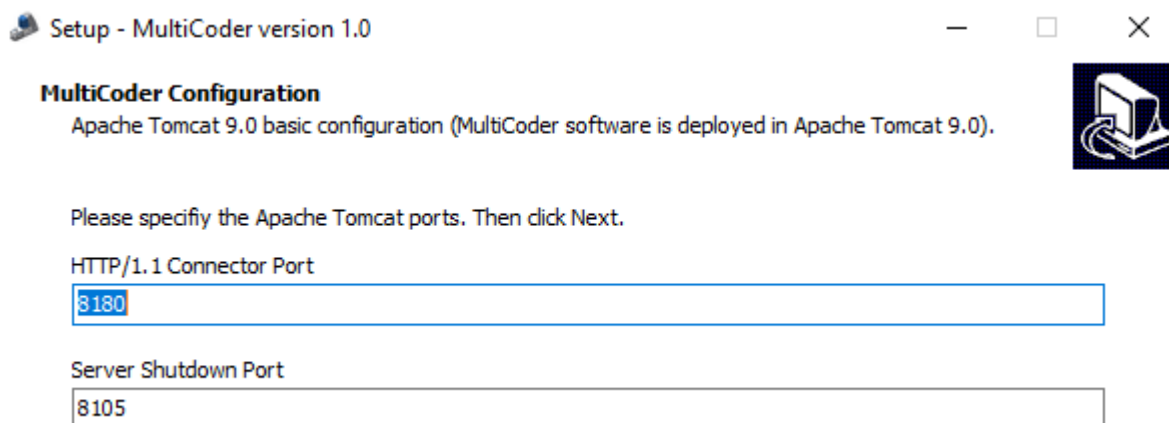 Setup - MultiCoder version 1.0
MultiCoder Configuration
Apache Tomcat 9.0 basic configuration (MultiCoder software is deployed in Apache Tomcat 9.0).
Please specifiy the Apache Tomcat ports. Then click Next.
HTTP/1.1 Connector Port
8180
Server Shutdown Port
8105